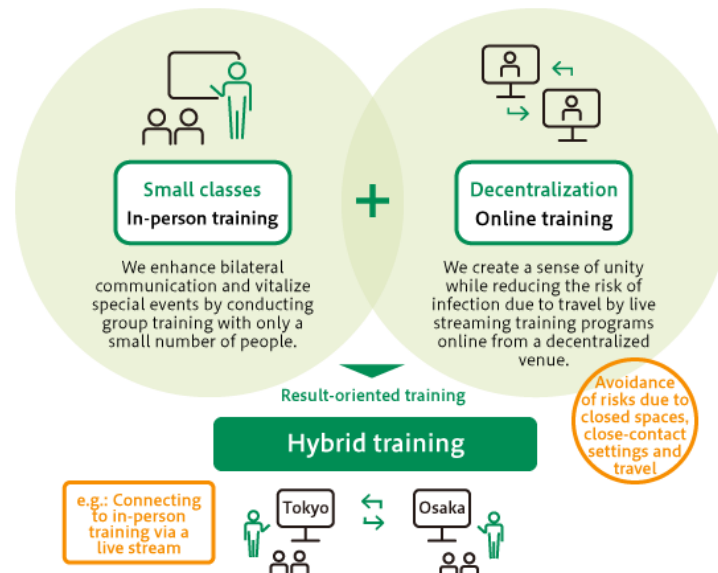 Small classes
In-person training
+
Decentralization
Online training
We enhance bilateral
communication and vitalize
special events by conducting
group training with only a
small number of people.
We create a sense of unity
while reducing the risk of
infection due to travel by live
streaming training programs
online from a decentralized
venue.
Avoidance
of risks due to
closed spaces,
close-contact
settings and
travel
Result-oriented training
Hybrid training
e.g.: Connecting
to in-person
training via a
live stream
Tokyo
Osaka